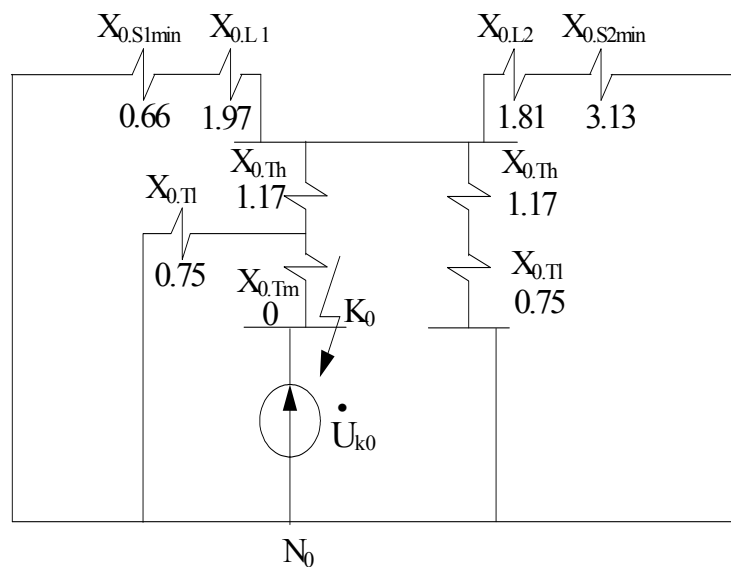 X0.S1min X0.L1 X0.L2 X0.S2min
0.66 1.97 1.81 3.13
X0.Th X0.Th
X0.Tl 1.17 1.17
0.75 X0.Tm X0.Tl
0 K0 0.75
U̇k0
N0